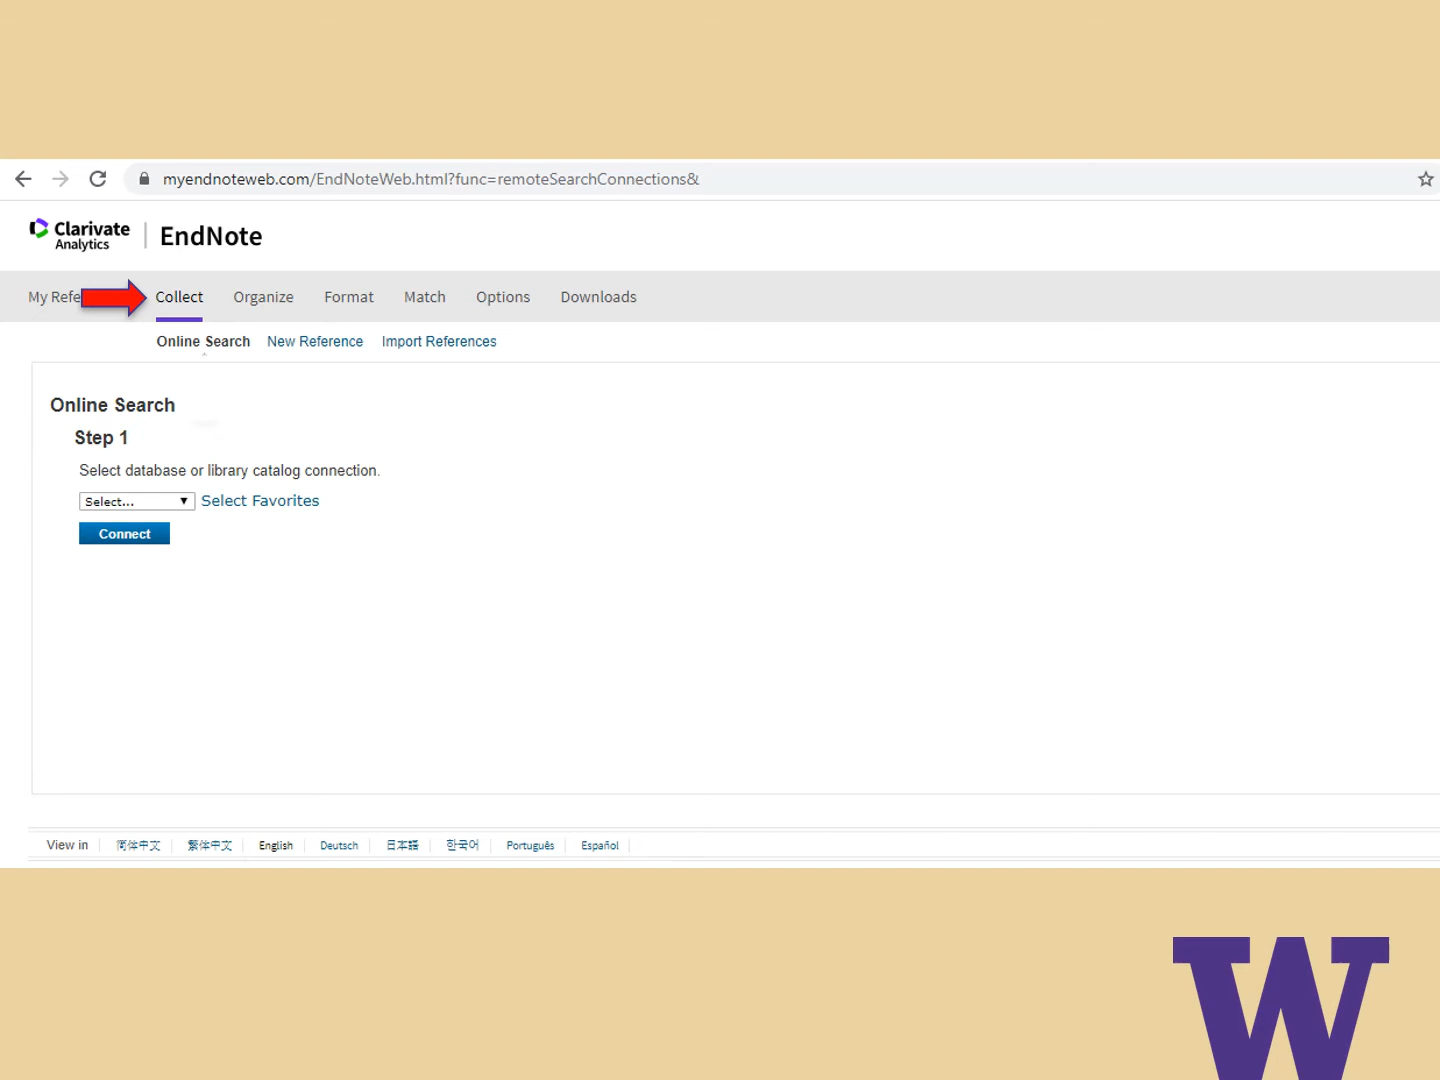 myendnoteweb.com/EndNoteWeb.html?func=remoteSearchConnections&
Clarivate
Analytics
EndNote
My Refe Collect Organize Format Match Options Downloads
Online Search New Reference Import References
Online Search
Step 1
Select database or library catalog connection.
Select... Select Favorites
Connect
View in 简体中文 繁体中文 English Deutsch 日本語 한국어 Português Español
W